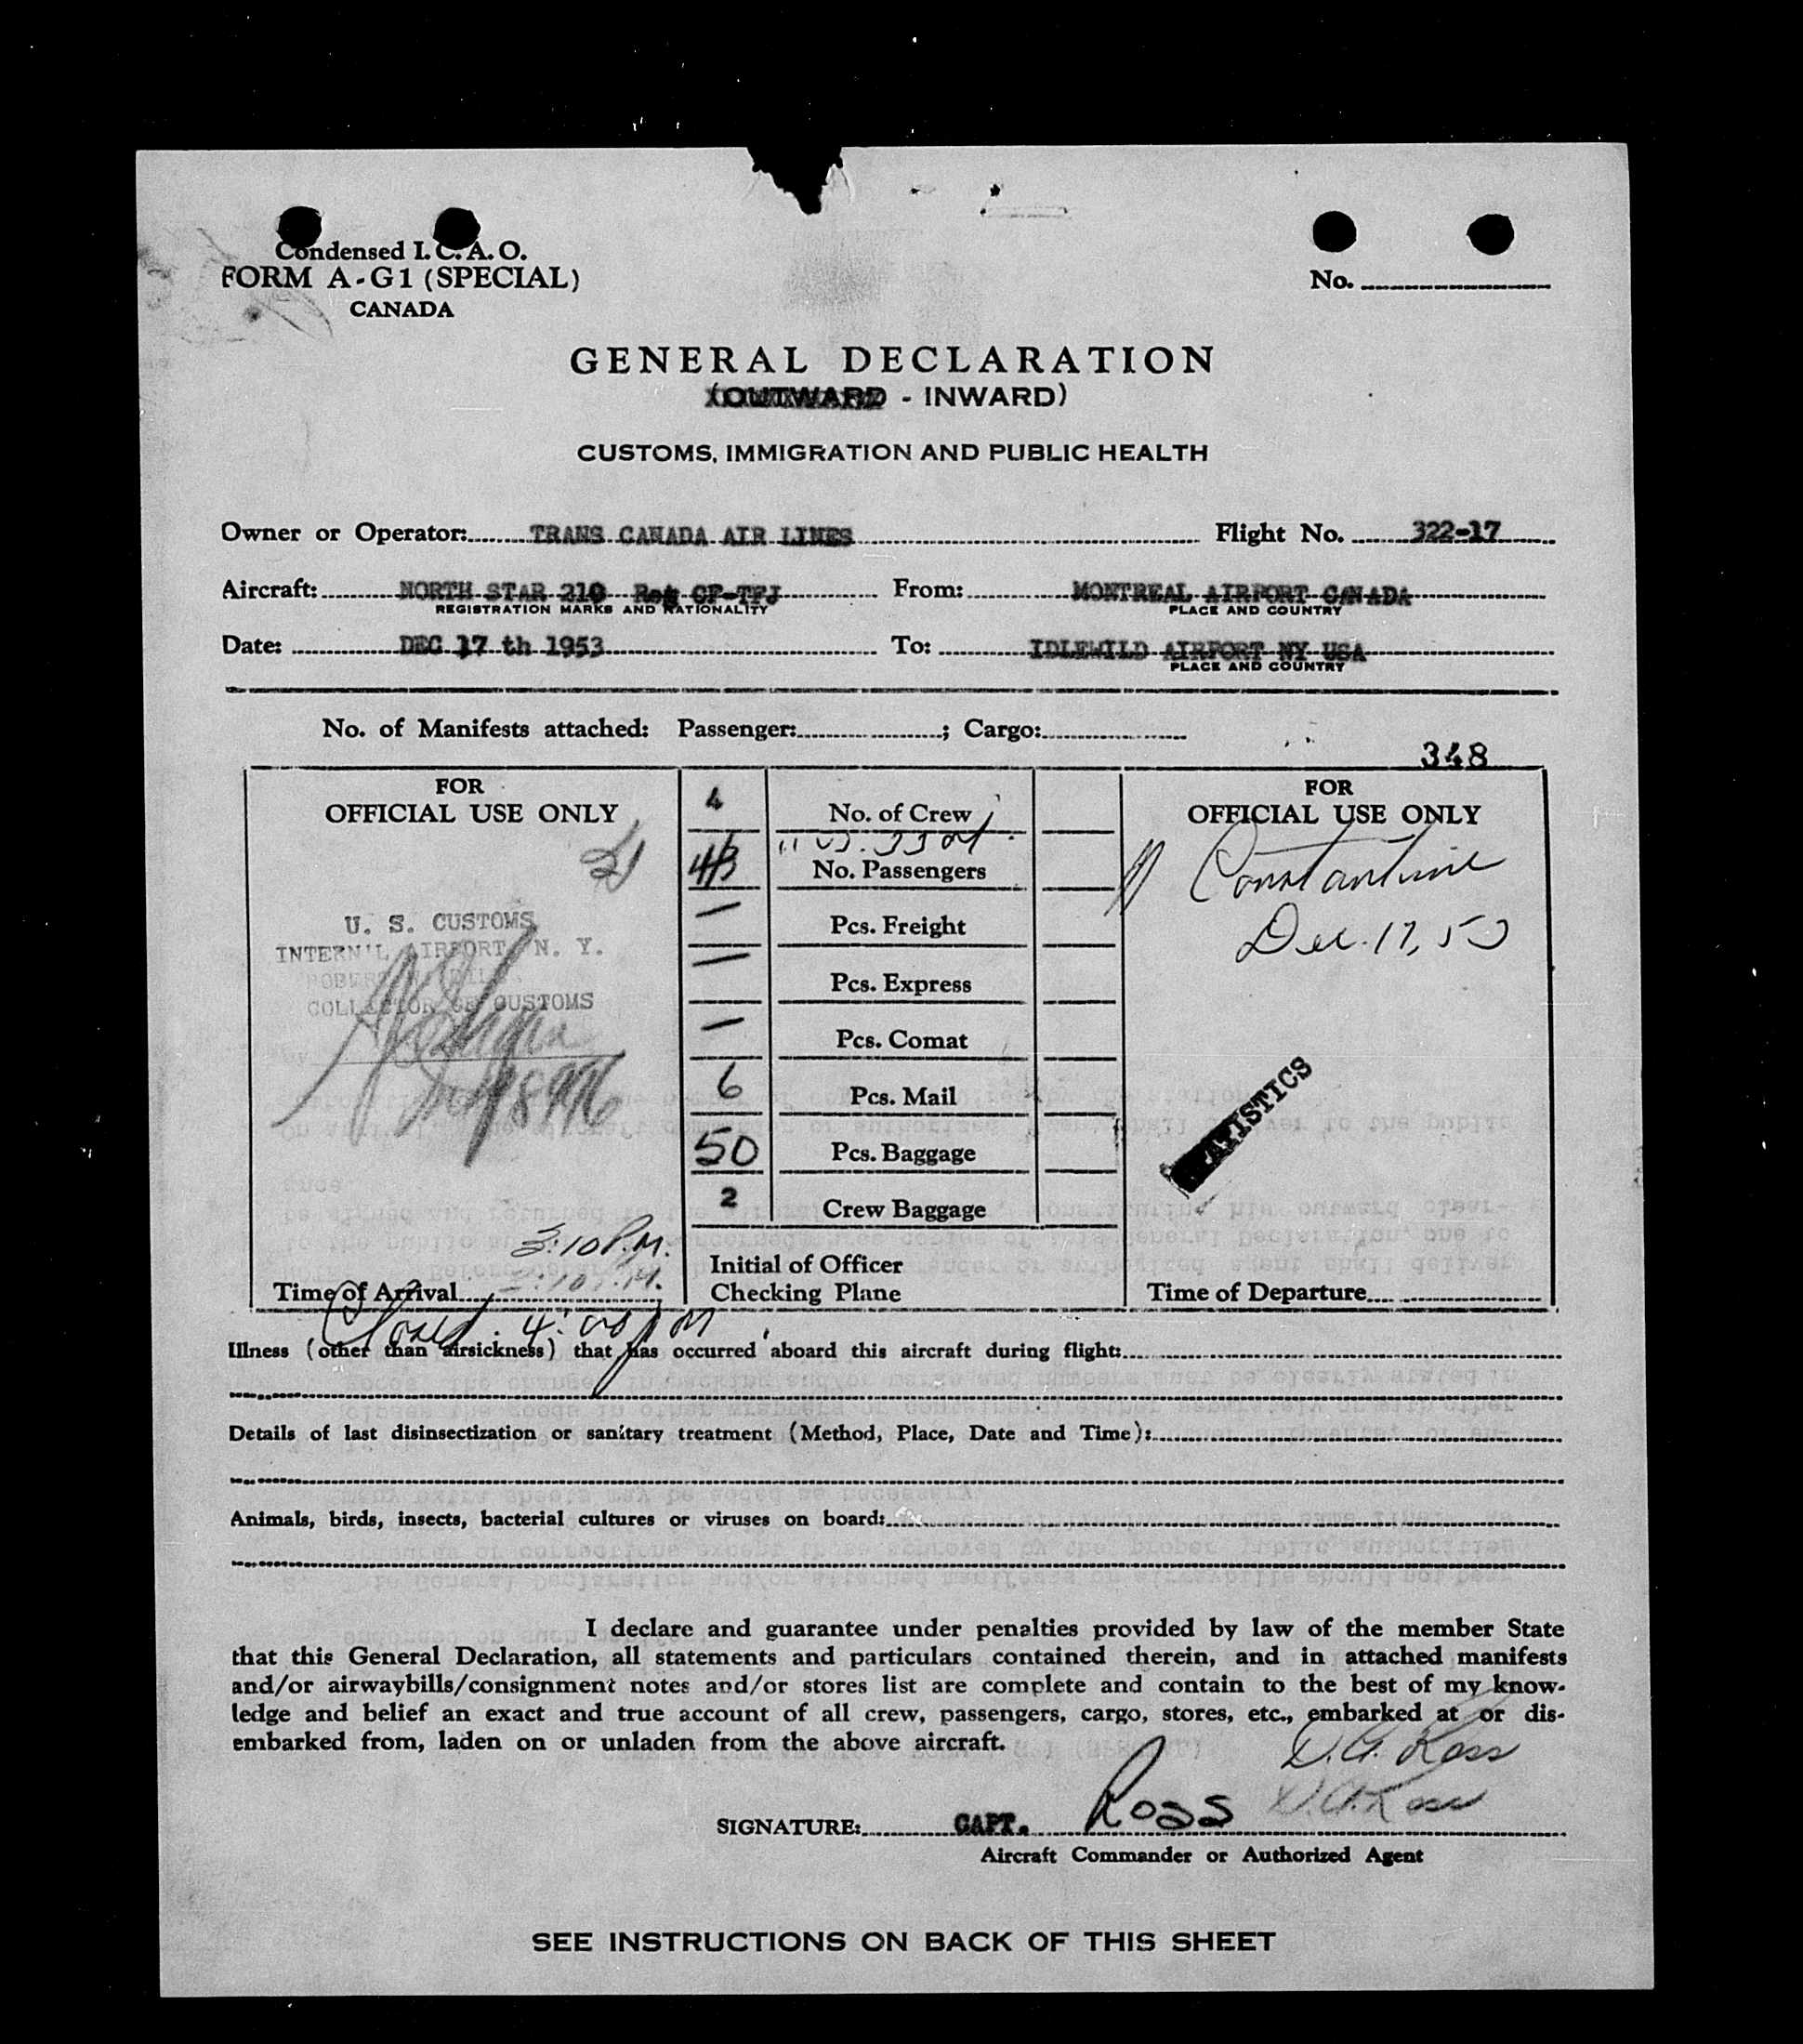 Condensed I. C. A. O.
FORM A-G1 (SPECIAL)
CANADA
No.
GENERAL DECLARATION
(OUTWARD - INWARD)
CUSTOMS, IMMIGRATION AND PUBLIC HEALTH
Owner or Operator: TRANS CANADA AIR LINES Flight No. 322-17
Aircraft: NORTH STAR 210 Reg CF-TFJ From: MONTREAL AIRPORT CANADA
REGISTRATION MARKS AND NATIONALITY PLACE AND COUNTRY
Date: DEC 17 th 1953 To: IDLEWILD AIRPORT NY USA
PLACE AND COUNTRY
No. of Manifests attached: Passenger: ; Cargo:
348
FOR
OFFICIAL USE ONLY
U. S. CUSTOMS
INTERN'L AIRPORT, N. Y.
COLLECTOR OF CUSTOMS
3:10 P.M.
Time of Arrival 3:10 P.M.
4 No. of Crew
43 No. Passengers
— Pcs. Freight
— Pcs. Express
— Pcs. Comat
6 Pcs. Mail
50 Pcs. Baggage
2 Crew Baggage
Initial of Officer
Checking Plane
FOR
OFFICIAL USE ONLY
Constantine
Dec. 17, 53
STATISTICS
Time of Departure
Illness (other than airsickness) that has occurred aboard this aircraft during flight:
Details of last disinsectization or sanitary treatment (Method, Place, Date and Time):
Animals, birds, insects, bacterial cultures or viruses on board:
I declare and guarantee under penalties provided by law of the member State
that this General Declaration, all statements and particulars contained therein, and in attached manifests
and/or airwaybills/consignment notes and/or stores list are complete and contain to the best of my know-
ledge and belief an exact and true account of all crew, passengers, cargo, stores, etc., embarked at or dis-
embarked from, laden on or unladen from the above aircraft.
D.A. Ross
SIGNATURE: CAPT. Ross D.A. Ross
Aircraft Commander or Authorized Agent
SEE INSTRUCTIONS ON BACK OF THIS SHEET